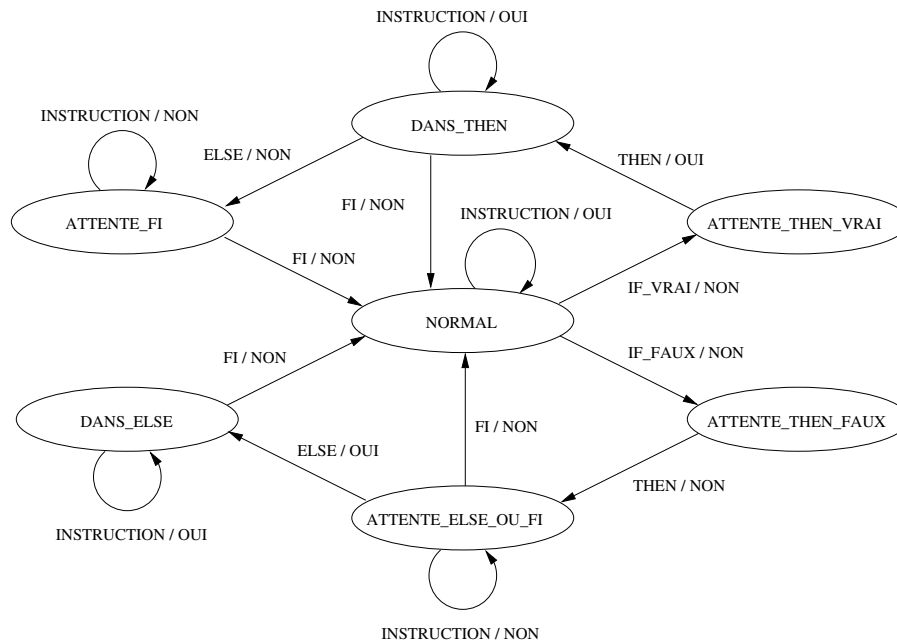 INSTRUCTION / OUI
DANS_THEN
INSTRUCTION / NON
ELSE / NON
THEN / OUI
FI / NON
INSTRUCTION / OUI
ATTENTE_FI
ATTENTE_THEN_VRAI
FI / NON
IF_VRAI / NON
NORMAL
FI / NON
IF_FAUX / NON
DANS_ELSE
ATTENTE_THEN_FAUX
FI / NON
ELSE / OUI
THEN / NON
ATTENTE_ELSE_OU_FI
INSTRUCTION / OUI
INSTRUCTION / NON